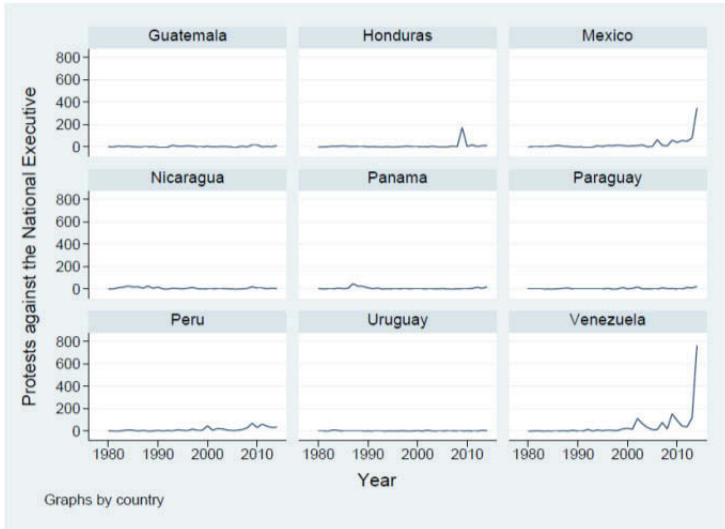 Protests against the National Executive
Guatemala Honduras Mexico
800
600
400
200
0
Nicaragua Panama Paraguay
800
600
400
200
0
Peru Uruguay Venezuela
800
600
400
200
0
1980 1990 2000 2010 1980 1990 2000 2010 1980 1990 2000 2010
Year
Graphs by country